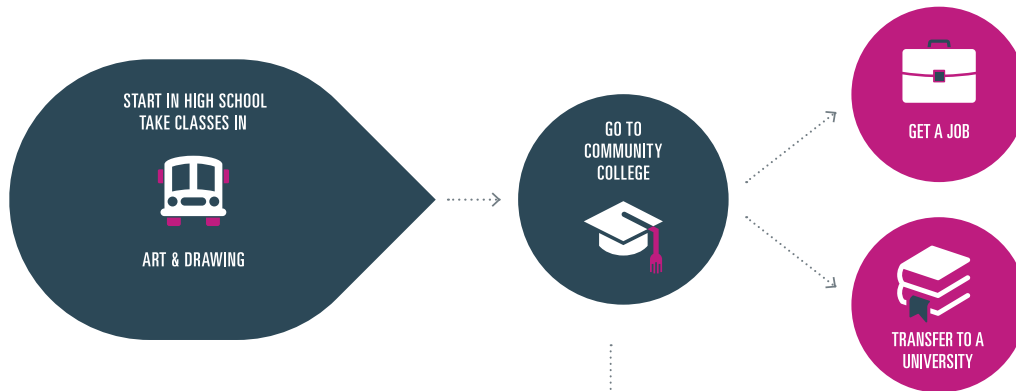 START IN HIGH SCHOOL
TAKE CLASSES IN
ART & DRAWING
GO TO
COMMUNITY
COLLEGE
GET A JOB
TRANSFER TO A
UNIVERSITY